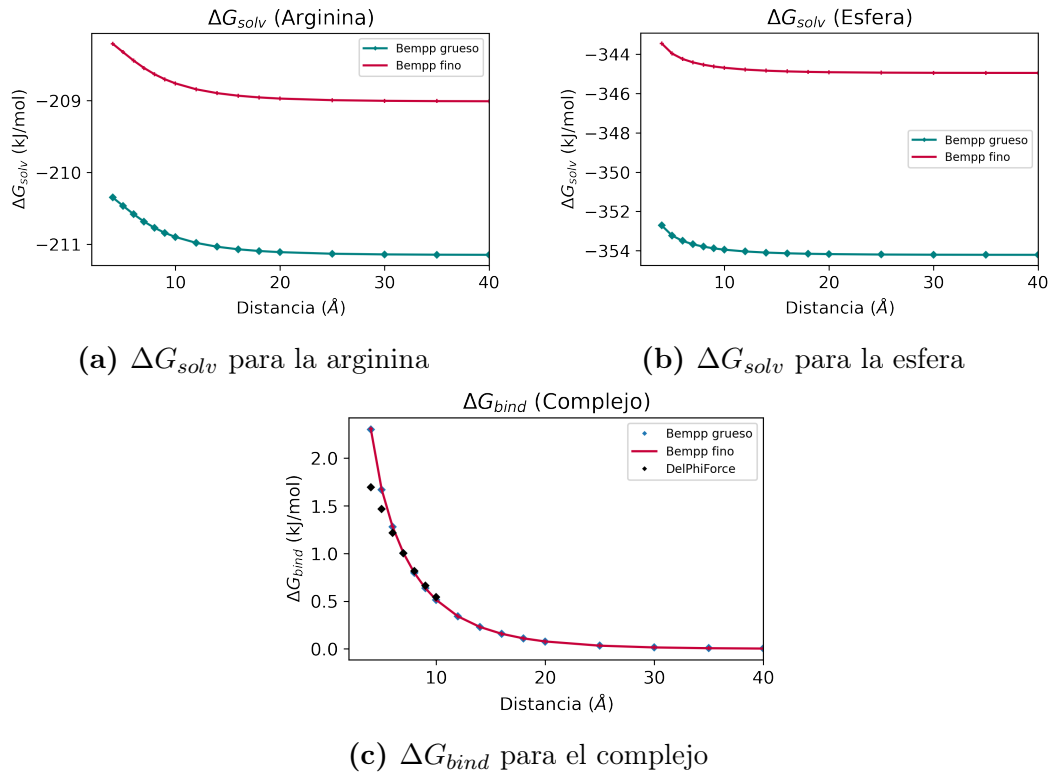 ΔG_solv (Arginina)
ΔG_solv (kJ/mol)
−209
−210
−211
Bempp grueso
Bempp fino
10 20 30 40
Distancia (Å)
(a) ΔG_solv para la arginina
ΔG_solv (Esfera)
ΔG_solv (kJ/mol)
−344
−346
−348
−350
−352
−354
Bempp grueso
Bempp fino
10 20 30 40
Distancia (Å)
(b) ΔG_solv para la esfera
ΔG_bind (Complejo)
ΔG_bind (kJ/mol)
2.0
1.5
1.0
0.5
0.0
Bempp grueso
Bempp fino
DelPhiForce
10 20 30 40
Distancia (Å)
(c) ΔG_bind para el complejo